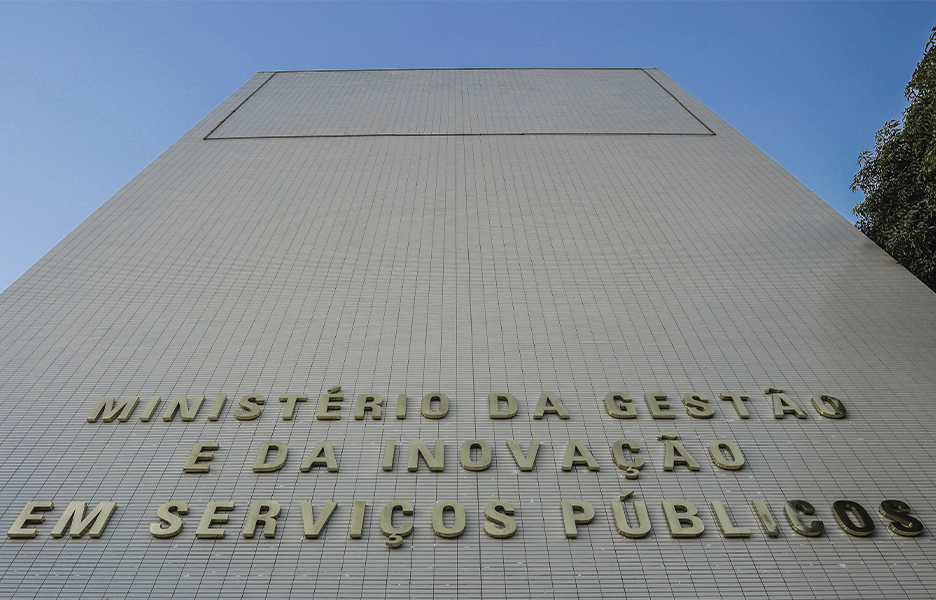 MINISTÉRIO DA GESTÃO
E DA INOVAÇÃO
EM SERVIÇOS PÚBLICOS